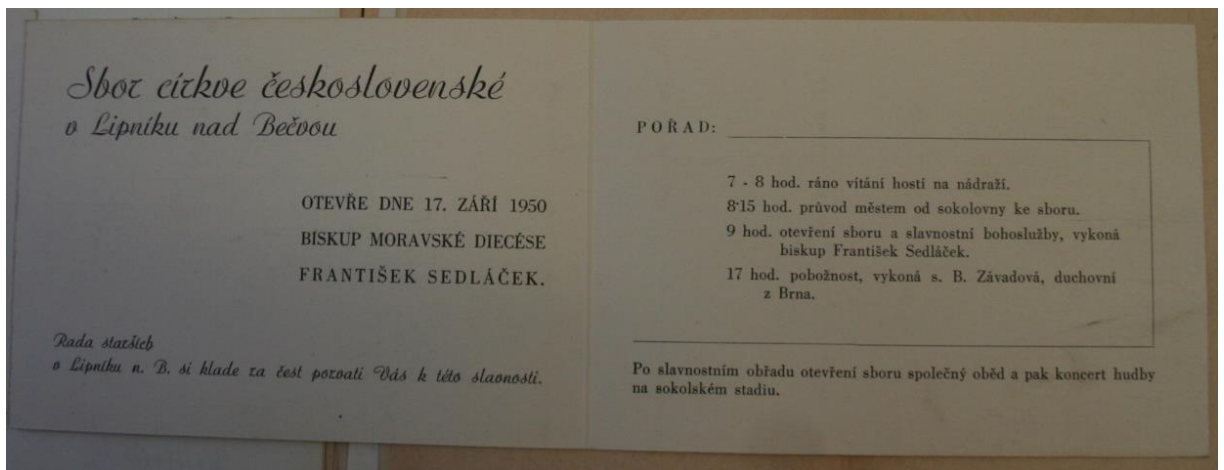 Sbor církve československé
v Lipníku nad Bečvou
OTEVŘE DNE 17. ZÁŘÍ 1950
BISKUP MORAVSKÉ DIECÉSE
FRANTIŠEK SEDLÁČEK.
Rada starších
v Lipníku n. B. si klade za čest pozvati Vás k této slavnosti.
POŘAD:
7 - 8 hod. ráno vítání hostí na nádraží.
8·15 hod. průvod městem od sokolovny ke sboru.
9 hod. otevření sboru a slavnostní bohoslužby, vykoná
biskup František Sedláček.
17 hod. pobožnost, vykoná s. B. Závadová, duchovní
z Brna.
Po slavnostním obřadu otevření sboru společný oběd a pak koncert hudby
na sokolském stadiu.